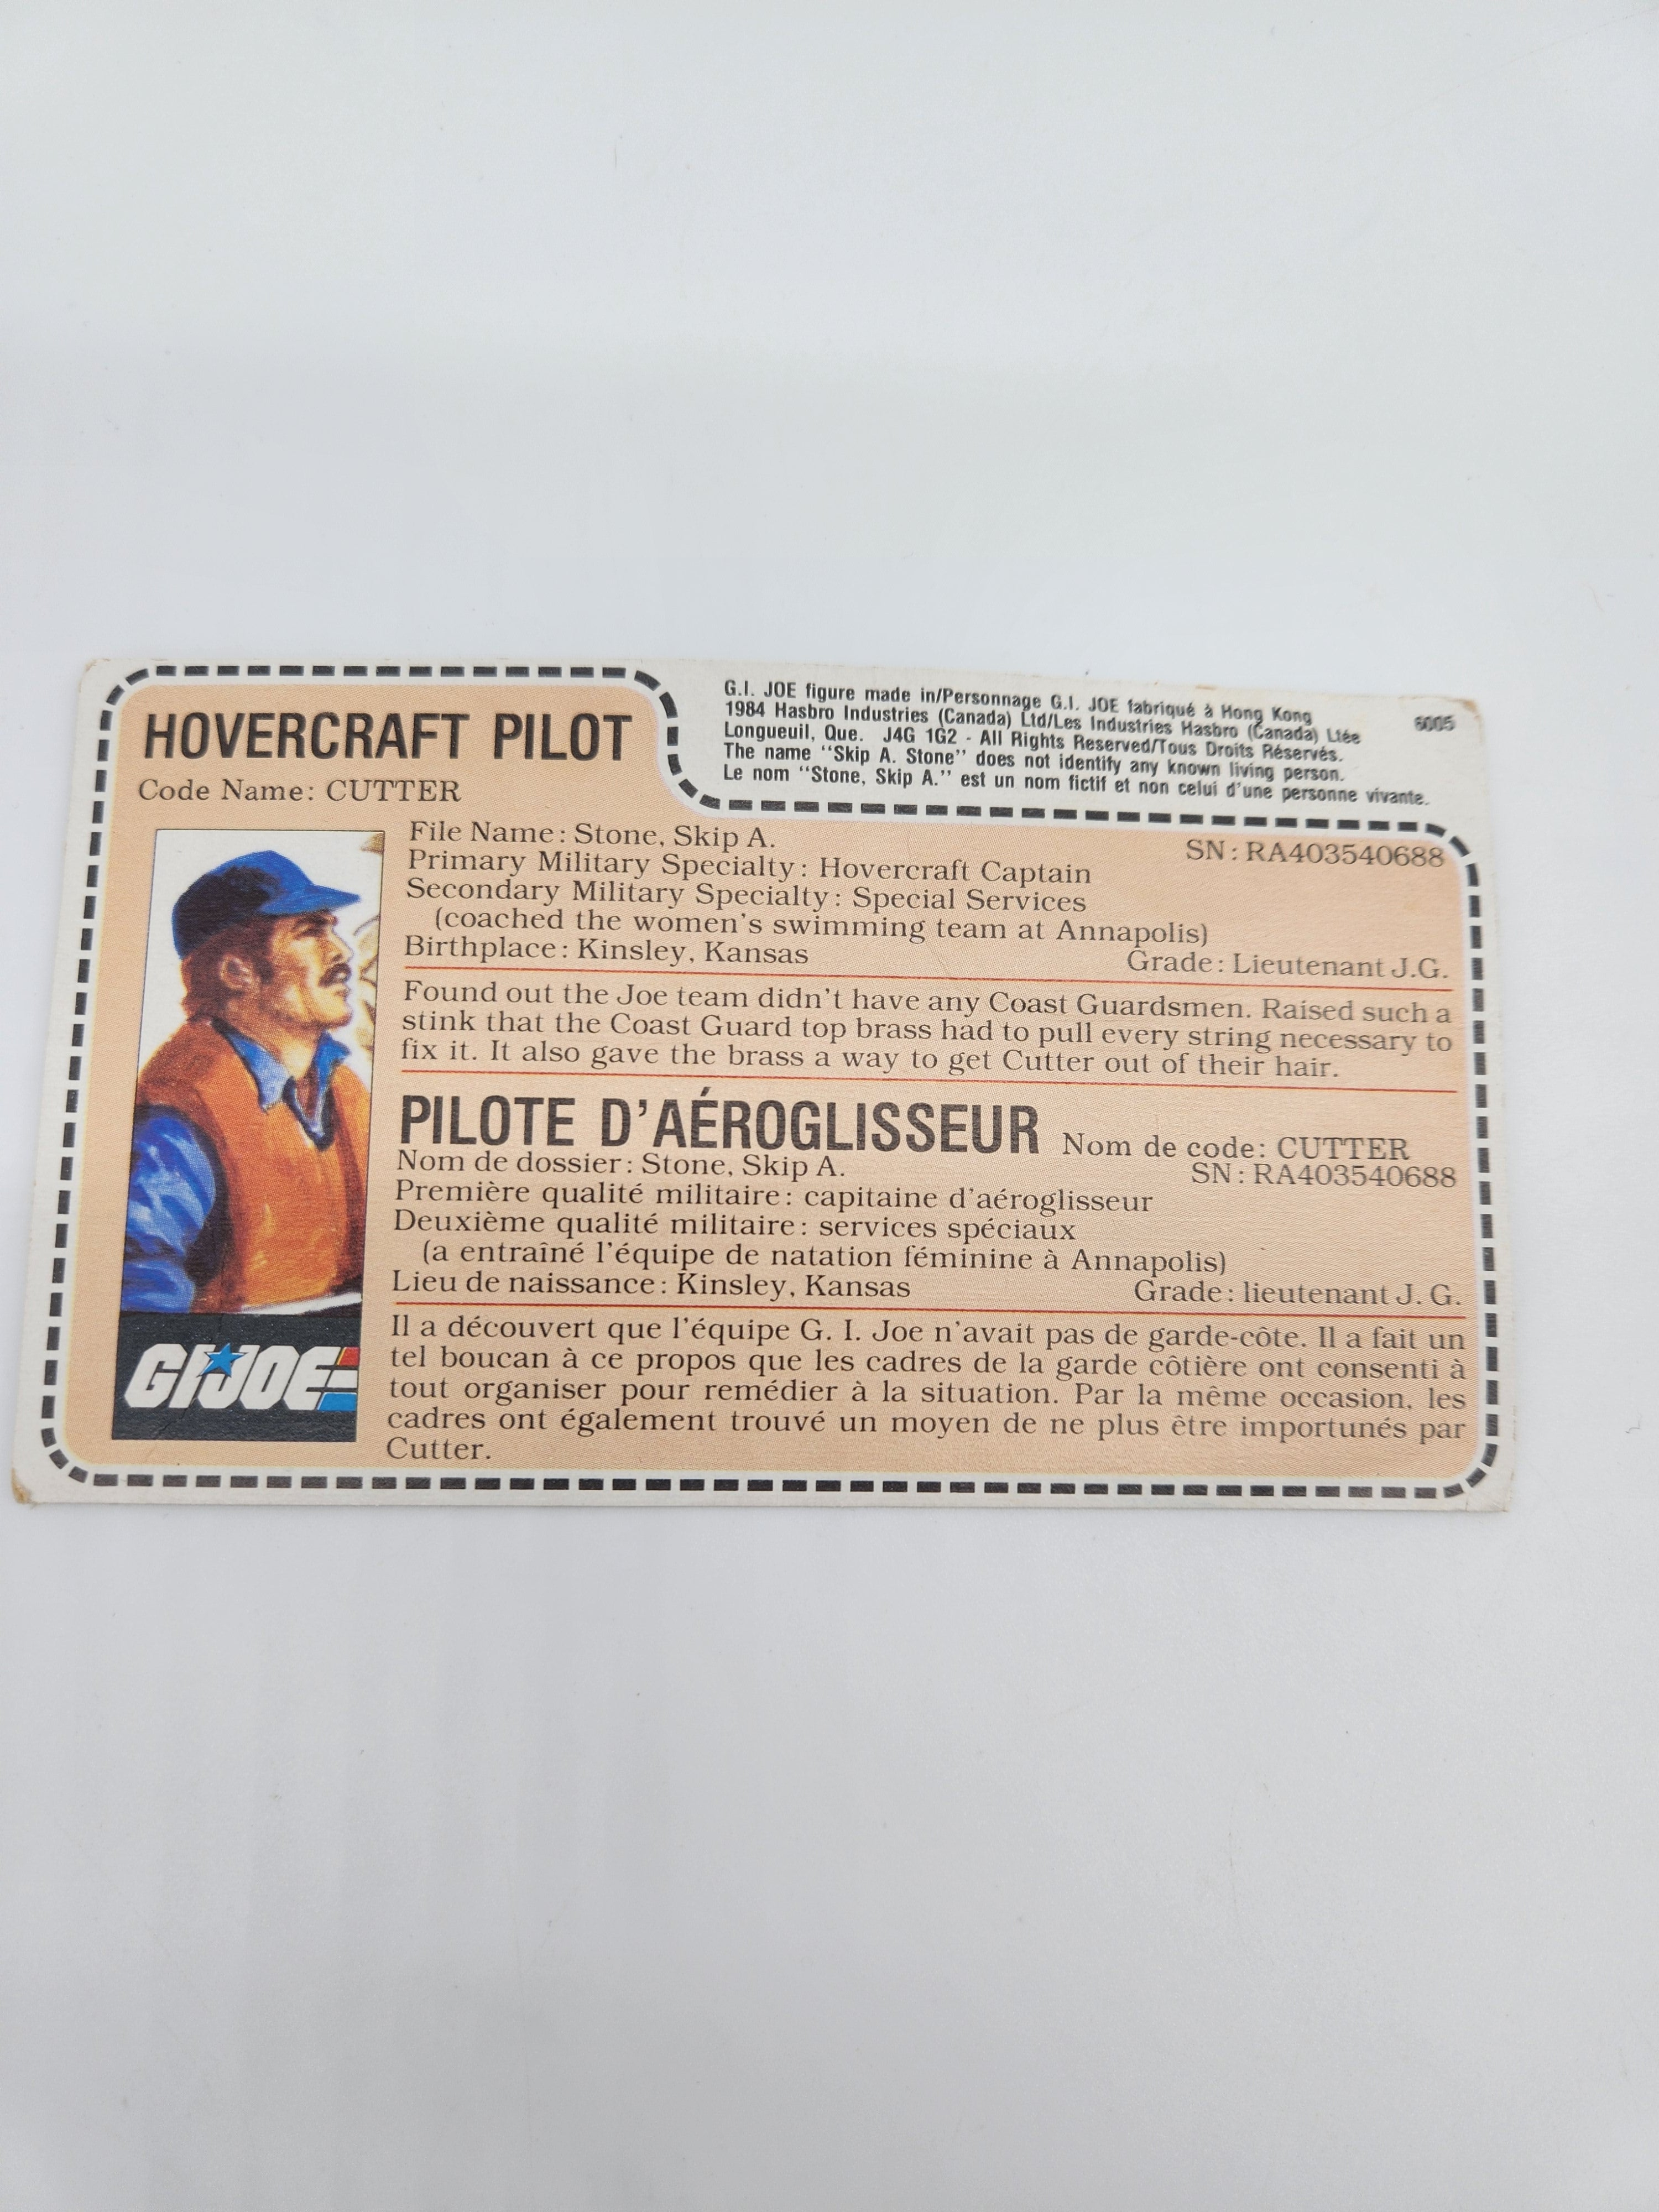 HOVERCRAFT PILOT
Code Name: CUTTER
G.I. JOE figure made in/Personnage G.I. JOE fabriqué à Hong Kong
1984 Hasbro Industries (Canada) Ltd/Les Industries Hasbro (Canada) Ltée
Longueuil, Que. J4G 1G2 - All Rights Reserved/Tous Droits Réservés.
The name "Skip A. Stone" does not identify any known living person.
Le nom "Stone, Skip A." est un nom fictif et non celui d'une personne vivante.
6005
File Name: Stone, Skip A.
SN: RA403540688
Primary Military Specialty: Hovercraft Captain
Secondary Military Specialty: Special Services
(coached the women's swimming team at Annapolis)
Birthplace: Kinsley, Kansas
Grade: Lieutenant J.G.
Found out the Joe team didn't have any Coast Guardsmen. Raised such a
stink that the Coast Guard top brass had to pull every string necessary to
fix it. It also gave the brass a way to get Cutter out of their hair.
PILOTE D'AÉROGLISSEUR
Nom de code: CUTTER
Nom de dossier: Stone, Skip A.
SN: RA403540688
Première qualité militaire: capitaine d'aéroglisseur
Deuxième qualité militaire: services spéciaux
(a entraîné l'équipe de natation féminine à Annapolis)
Lieu de naissance: Kinsley, Kansas
Grade: lieutenant J. G.
Il a découvert que l'équipe G. I. Joe n'avait pas de garde-côte. Il a fait un
tel boucan à ce propos que les cadres de la garde côtière ont consenti à
tout organiser pour remédier à la situation. Par la même occasion, les
cadres ont également trouvé un moyen de ne plus être importunés par
Cutter.
GI JOE